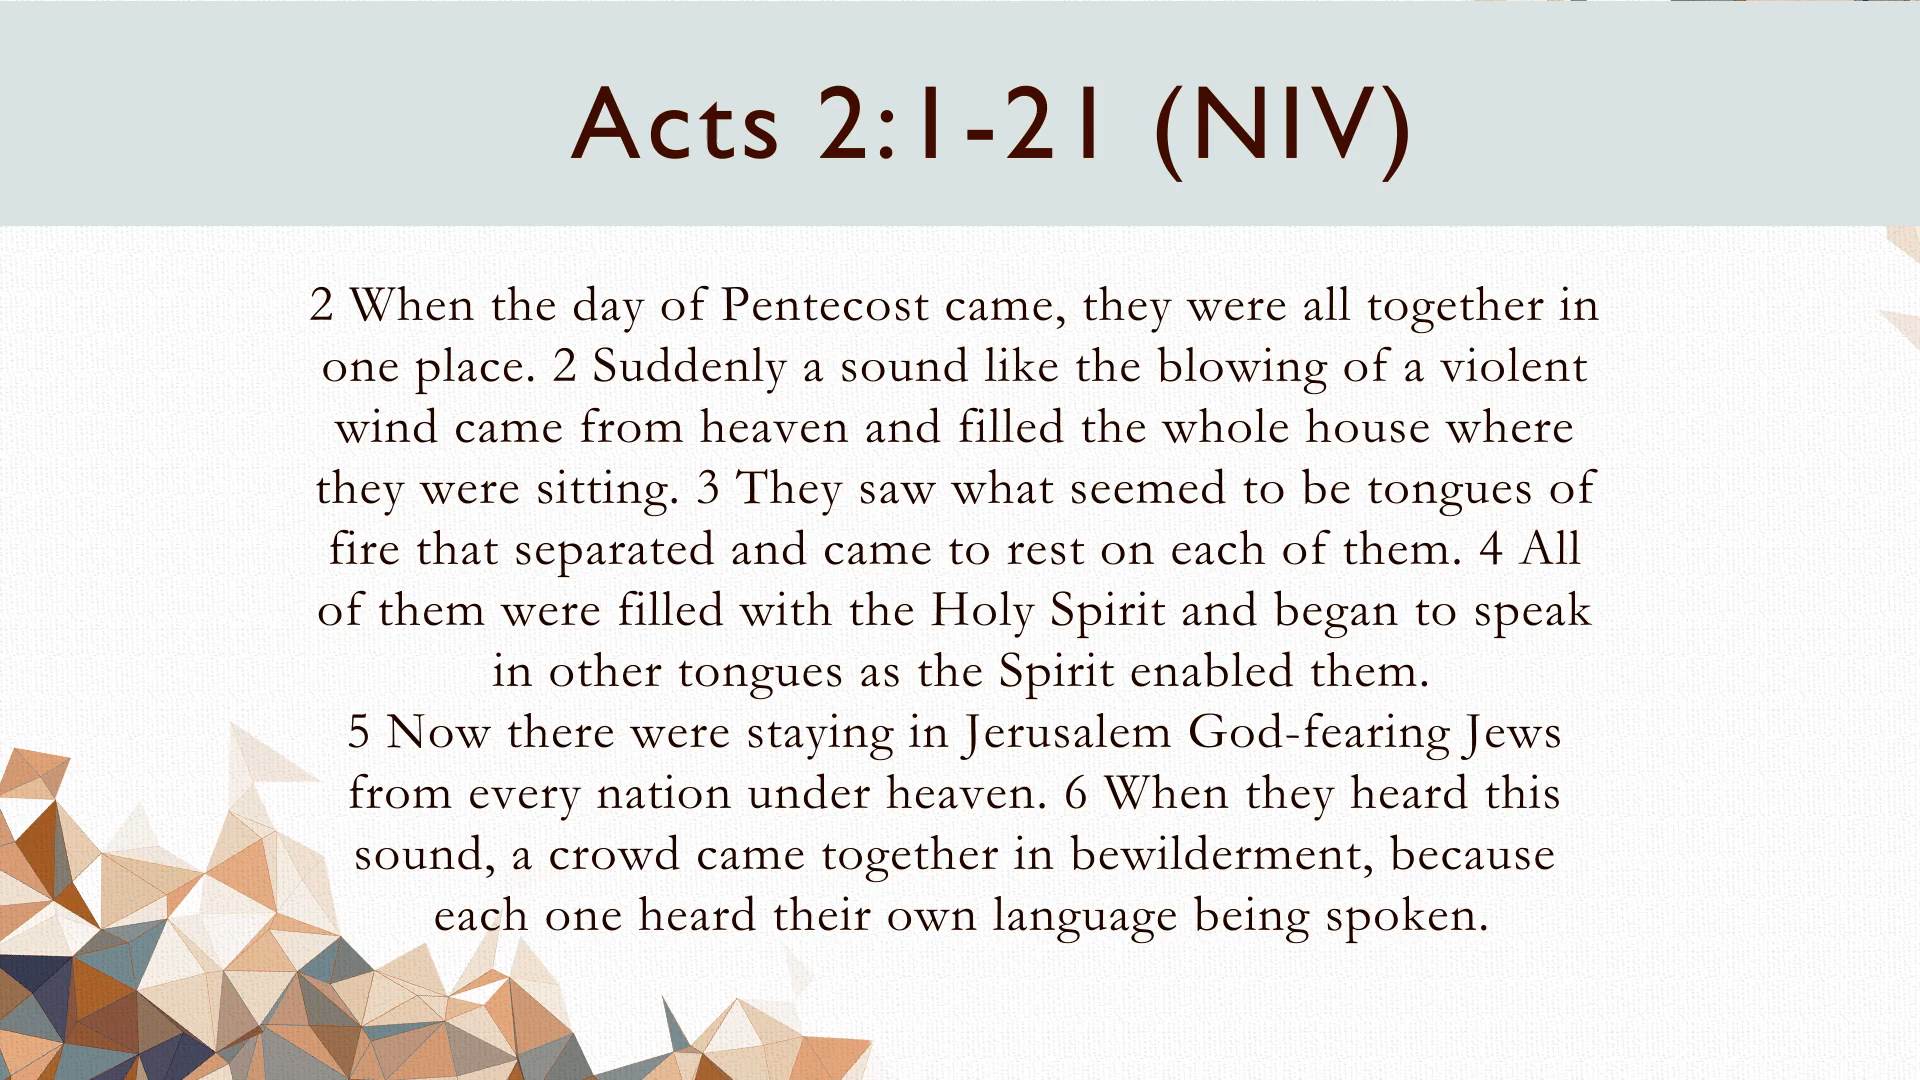 Acts 2:1-21 (NIV)
2 When the day of Pentecost came, they were all together in
one place. 2 Suddenly a sound like the blowing of a violent
wind came from heaven and filled the whole house where
they were sitting. 3 They saw what seemed to be tongues of
fire that separated and came to rest on each of them. 4 All
of them were filled with the Holy Spirit and began to speak
in other tongues as the Spirit enabled them.
5 Now there were staying in Jerusalem God-fearing Jews
from every nation under heaven. 6 When they heard this
sound, a crowd came together in bewilderment, because
each one heard their own language being spoken.